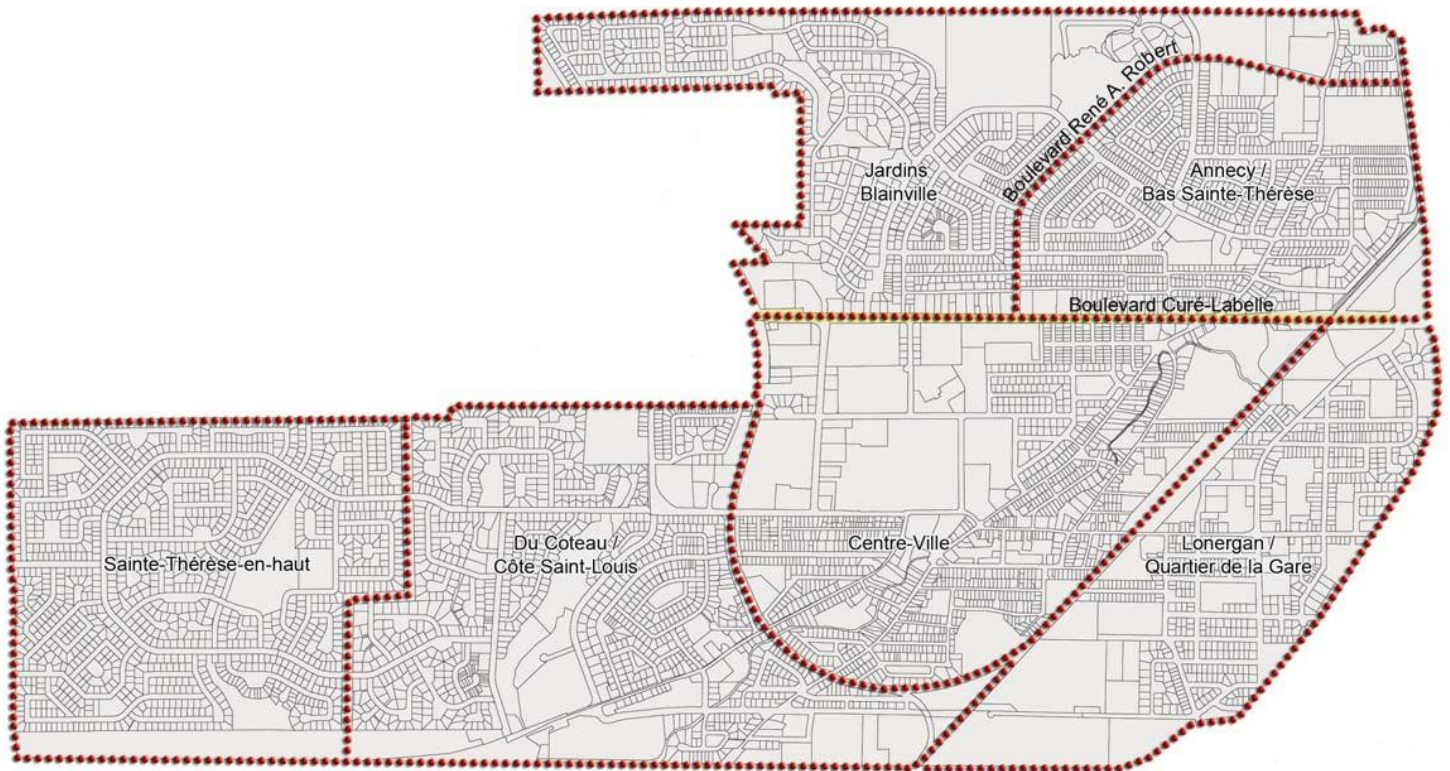 Boulevard René A. Robert
Jardins
Blainville
Annecy /
Bas Sainte-Thérèse
Boulevard Curé-Labelle
Sainte-Thérèse-en-haut
Du Coteau /
Côte Saint-Louis
Centre-Ville
Lonergan /
Quartier de la Gare